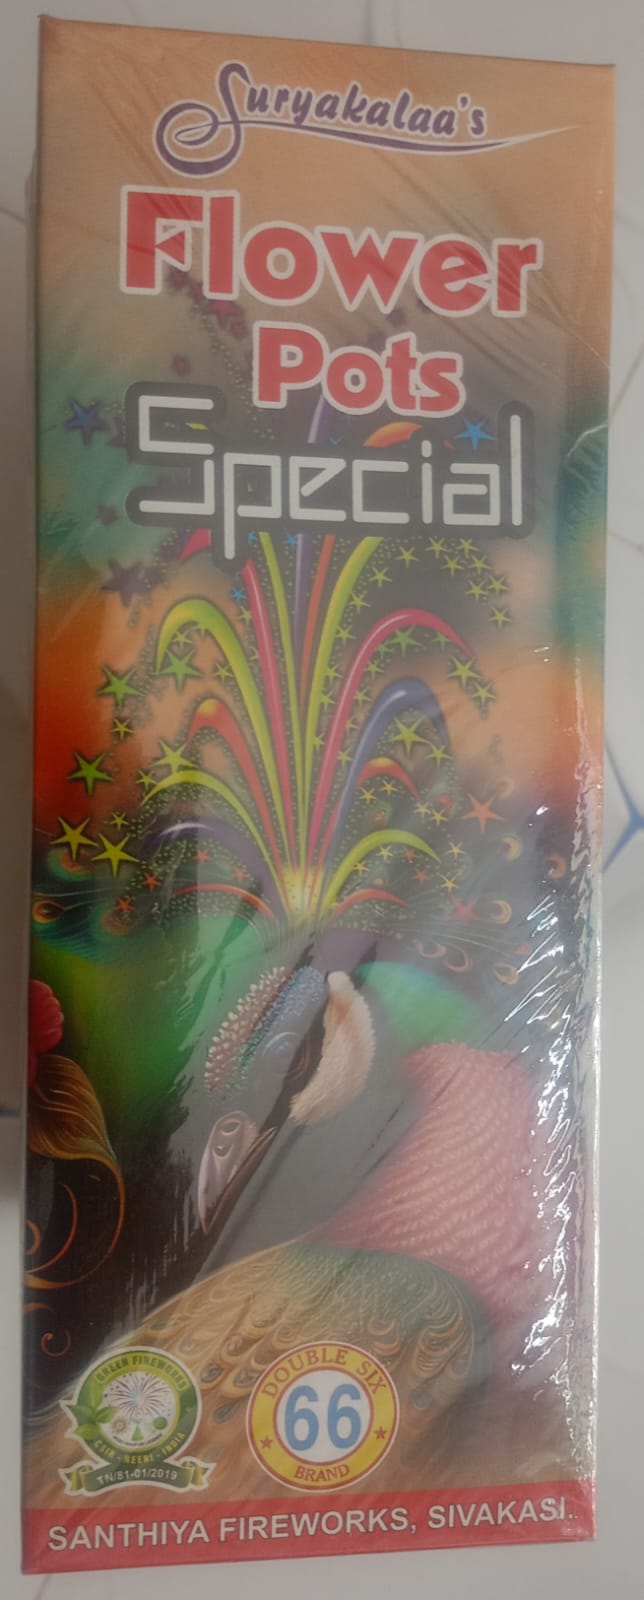 Suryakalaa's
Flower
Pots
Special
GREEN FIREWORKS
CSIR - NEERI - INDIA
TN/81-01/2019
DOUBLE SIX
66
BRAND
SANTHIYA FIREWORKS, SIVAKASI.